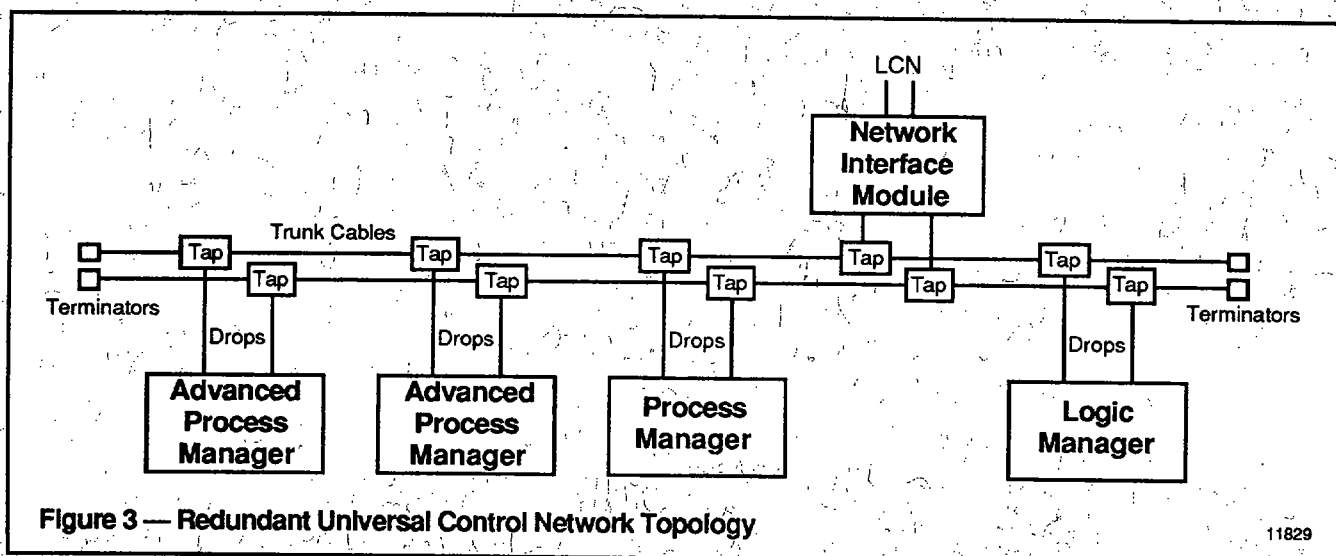 LCN
Network
Interface
Module
Trunk Cables
Tap
Tap
Tap
Tap
Tap
Tap
Tap
Tap
Tap
Tap
Terminators
Terminators
Drops
Drops
Drops
Drops
Advanced
Process
Manager
Advanced
Process
Manager
Process
Manager
Logic
Manager
Figure 3 — Redundant Universal Control Network Topology
11829